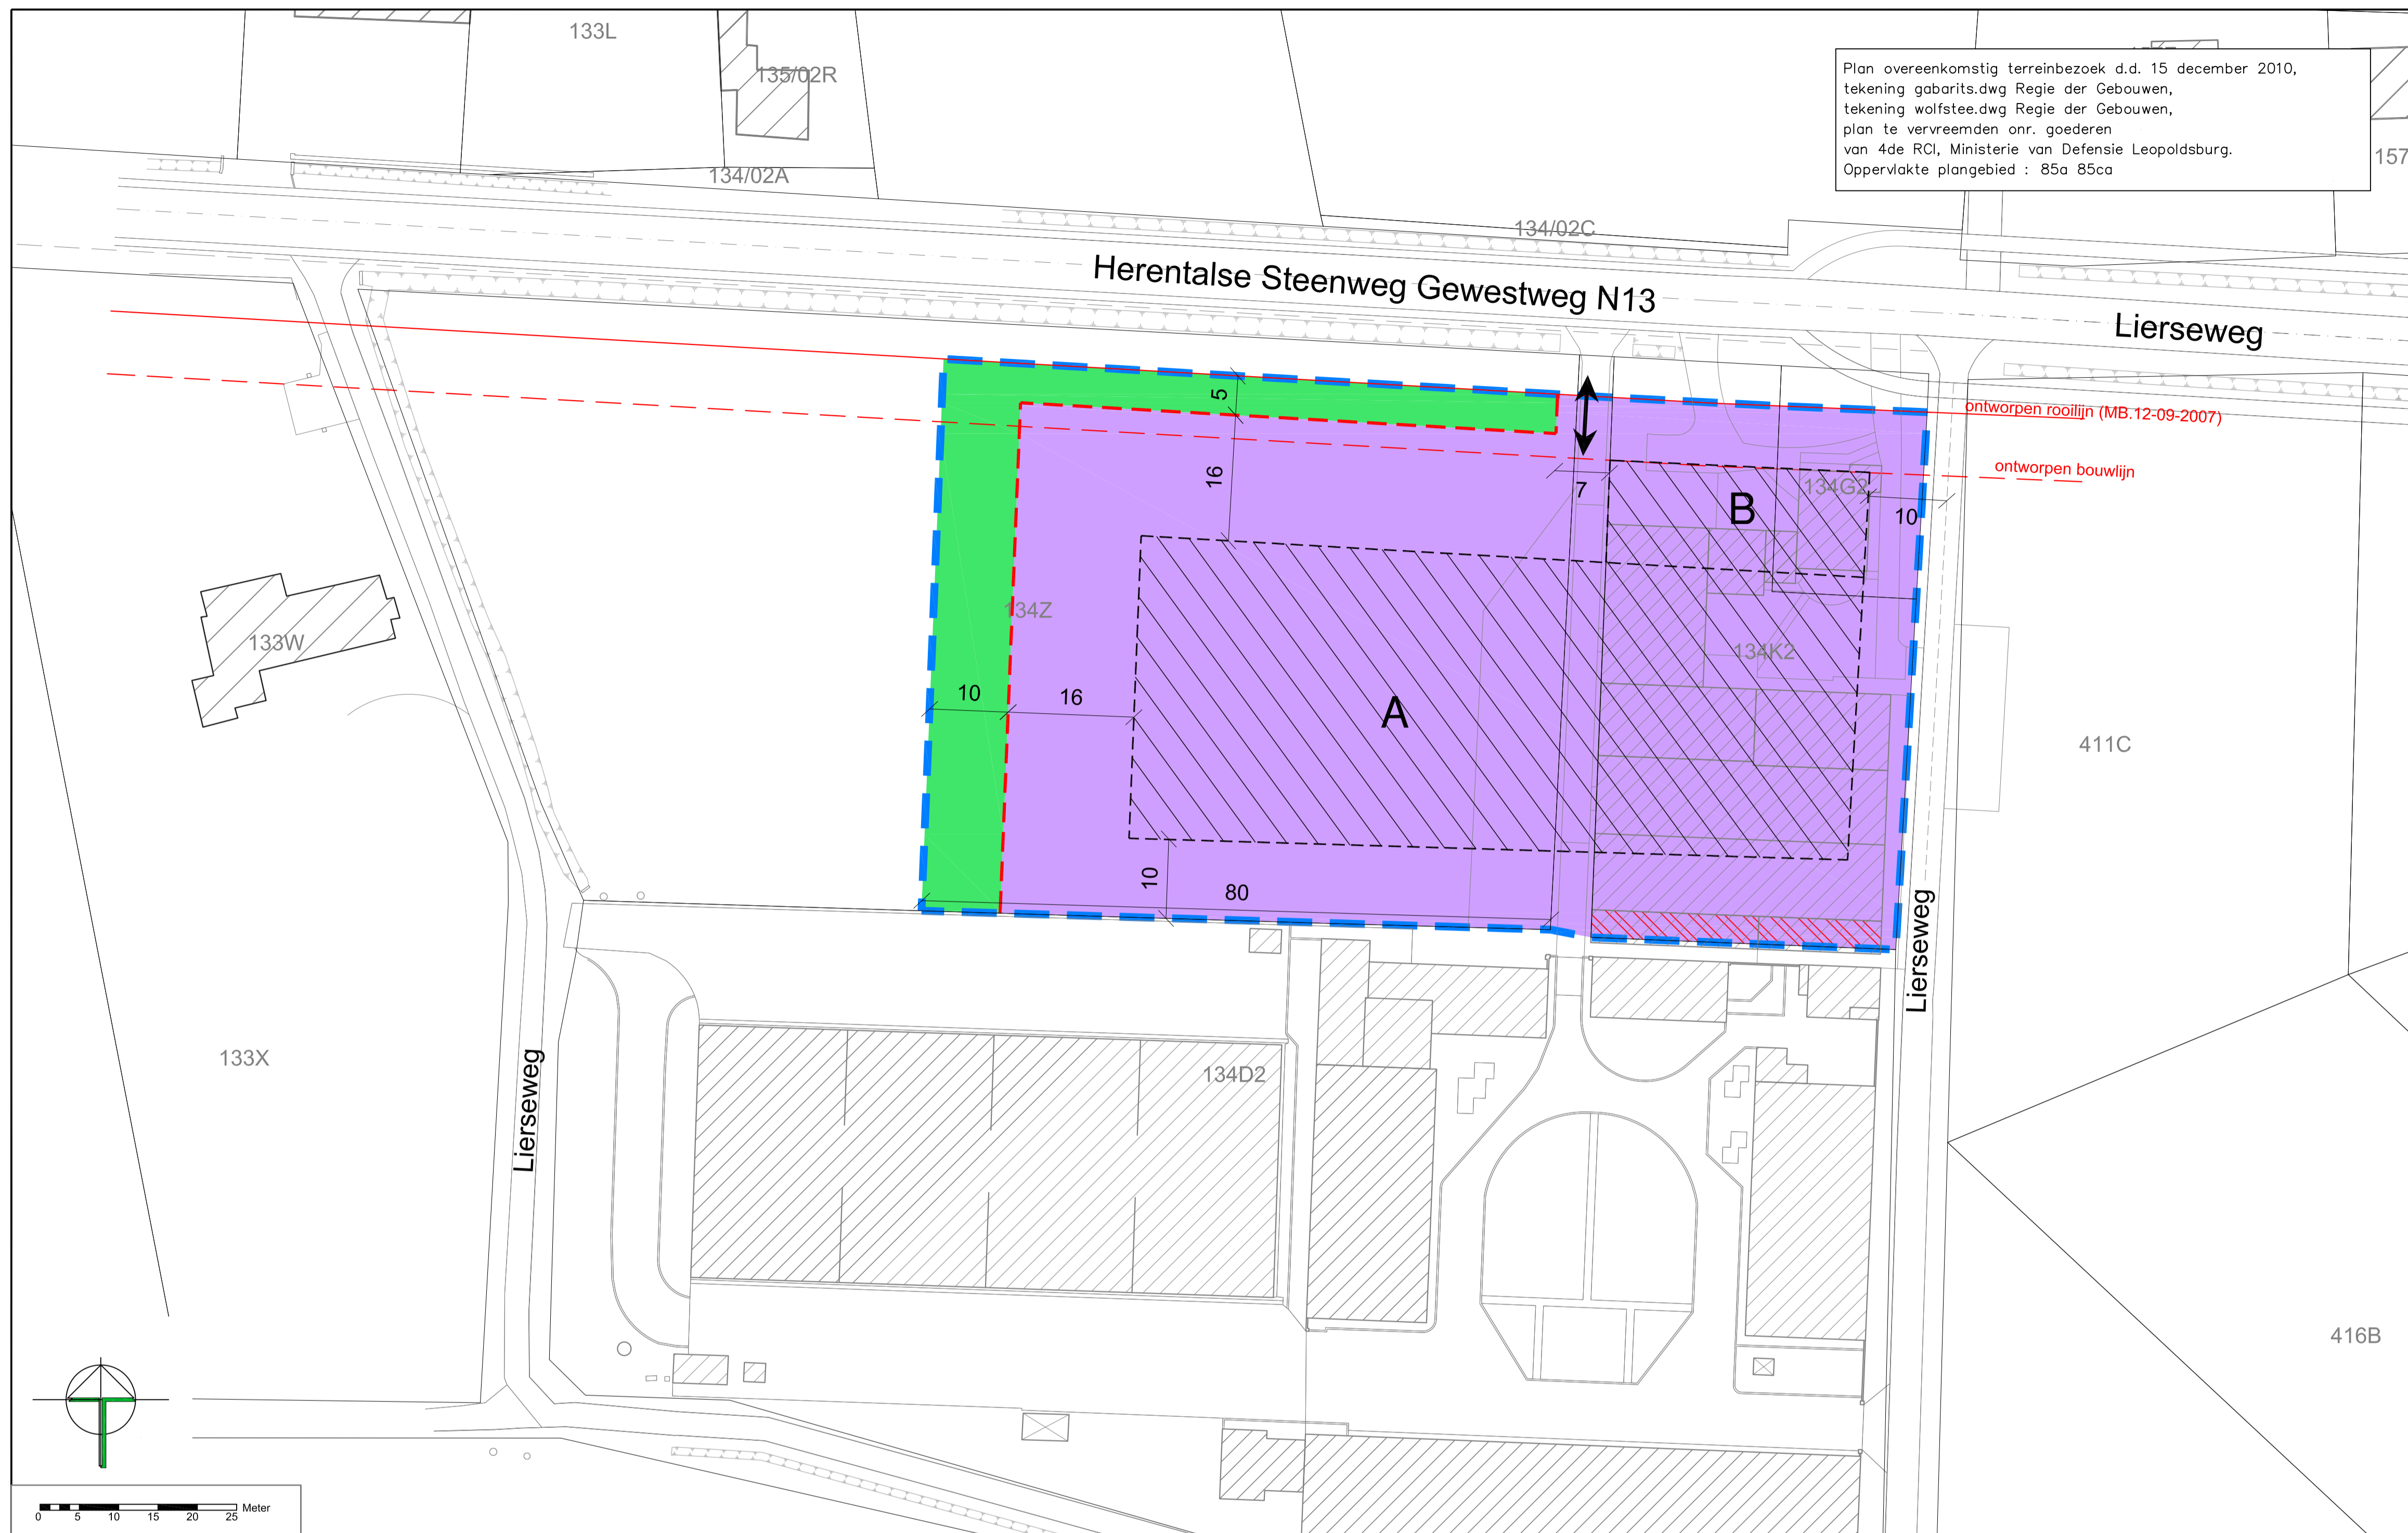 133L
135/02R
134/02A
134/02C
Plan overeenkomstig terreinbezoek d.d. 15 december 2010,
tekening gabarits.dwg Regie der Gebouwen,
tekening wolfstee.dwg Regie der Gebouwen,
plan te vervreemden onr. goederen
van 4de RCI, Ministerie van Defensie Leopoldsburg.
Oppervlakte plangebied : 85a 85ca
157
Herentalse Steenweg Gewestweg N13
Lierseweg
ontworpen rooilijn (MB.12-09-2007)
ontworpen bouwlijn
5
16
7
B
134G2
10
134Z
133W
134K2
10
16
A
411C
10
80
Lierseweg
133X
Lierseweg
134D2
416B
0 5 10 15 20 25 Meter